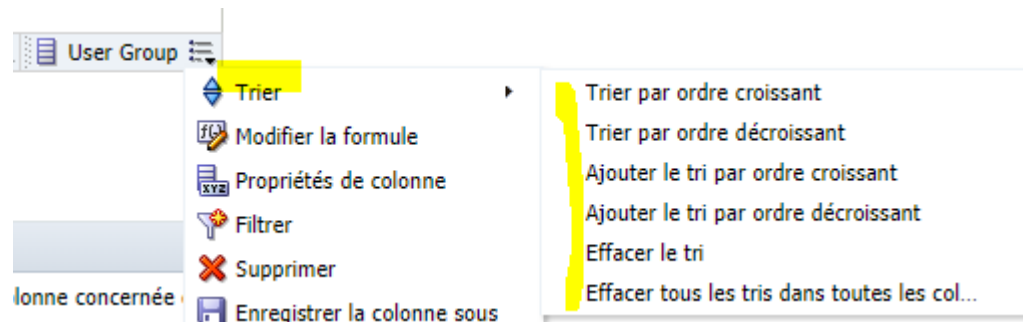 User Group
Trier
Modifier la formule
Propriétés de colonne
Filtrer
Supprimer
Enregistrer la colonne sous
Trier par ordre croissant
Trier par ordre décroissant
Ajouter le tri par ordre croissant
Ajouter le tri par ordre décroissant
Effacer le tri
Effacer tous les tris dans toutes les col...
lonne concernée